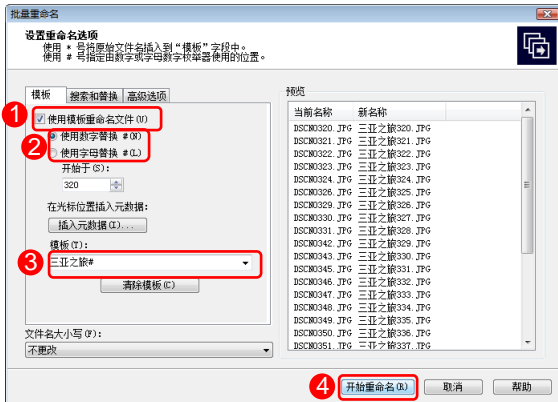 批量重命名
设置重命名选项
使用 * 号将原始文件名插入到“模板”字段中。
使用 # 号指定由数字或字母数字枚举器使用的位置。
模板 搜索和替换 高级选项
1 使用模板重命名文件(U)
2 使用数字替换 #(N)
使用字母替换 #(L)
开始于(S):
320
在光标位置插入元数据:
插入元数据(I)...
模板(T):
3 三亚之旅#
清除模板(C)
文件名大小写(F):
不更改
预览
当前名称 新名称
DSCN0320.JPG 三亚之旅320.JPG
DSCN0321.JPG 三亚之旅321.JPG
DSCN0322.JPG 三亚之旅322.JPG
DSCN0323.JPG 三亚之旅323.JPG
DSCN0324.JPG 三亚之旅324.JPG
DSCN0326.JPG 三亚之旅325.JPG
DSCN0329.JPG 三亚之旅326.JPG
DSCN0330.JPG 三亚之旅327.JPG
DSCN0331.JPG 三亚之旅328.JPG
DSCN0342.JPG 三亚之旅329.JPG
DSCN0343.JPG 三亚之旅330.JPG
DSCN0345.JPG 三亚之旅331.JPG
DSCN0346.JPG 三亚之旅332.JPG
DSCN0347.JPG 三亚之旅333.JPG
DSCN0348.JPG 三亚之旅334.JPG
DSCN0349.JPG 三亚之旅335.JPG
DSCN0350.JPG 三亚之旅336.JPG
DSCN0351.JPG 三亚之旅337.JPG
4 开始重命名(R) 取消 帮助